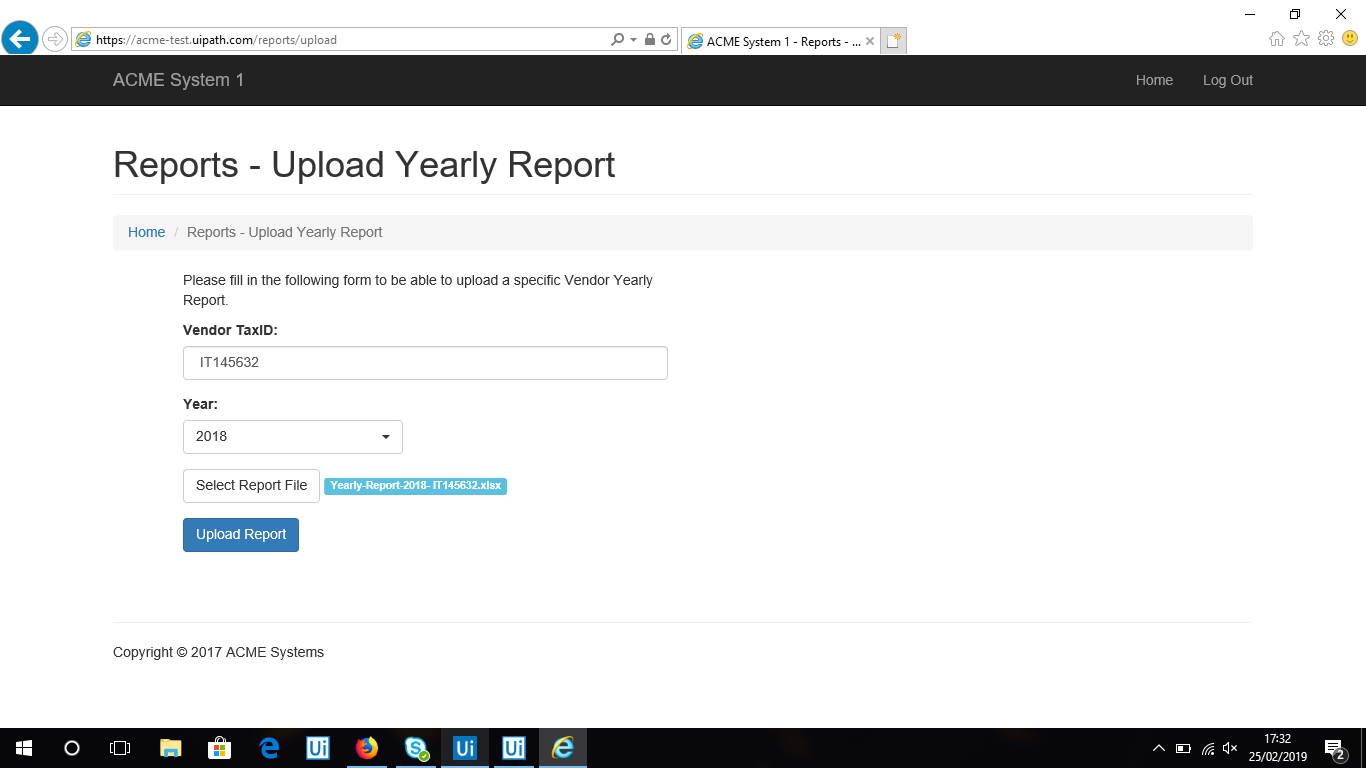 https://acme-test.uipath.com/reports/upload
ACME System 1 - Reports - ...
ACME System 1
Home
Log Out
Reports - Upload Yearly Report
Home / Reports - Upload Yearly Report
Please fill in the following form to be able to upload a specific Vendor Yearly
Report.
Vendor TaxID:
IT145632
Year:
2018
Select Report File
Yearly-Report-2018- IT145632.xlsx
Upload Report
Copyright © 2017 ACME Systems
Ui
Ui
Ui
17:32
25/02/2019
2